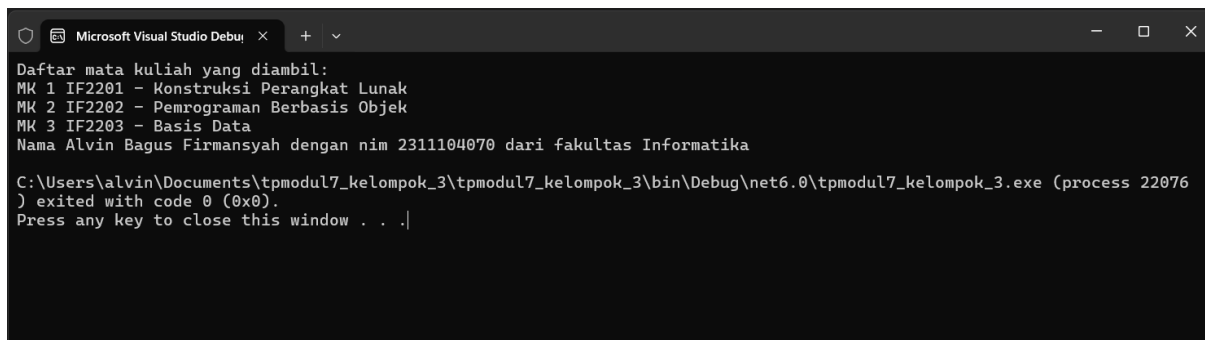 Microsoft Visual Studio Debu
Daftar mata kuliah yang diambil:
MK 1 IF2201 - Konstruksi Perangkat Lunak
MK 2 IF2202 - Pemrograman Berbasis Objek
MK 3 IF2203 - Basis Data
Nama Alvin Bagus Firmansyah dengan nim 2311104070 dari fakultas Informatika
C:\Users\alvin\Documents\tpmodul7_kelompok_3\tpmodul7_kelompok_3\bin\Debug\net6.0\tpmodul7_kelompok_3.exe (process 22076
) exited with code 0 (0x0).
Press any key to close this window . . .